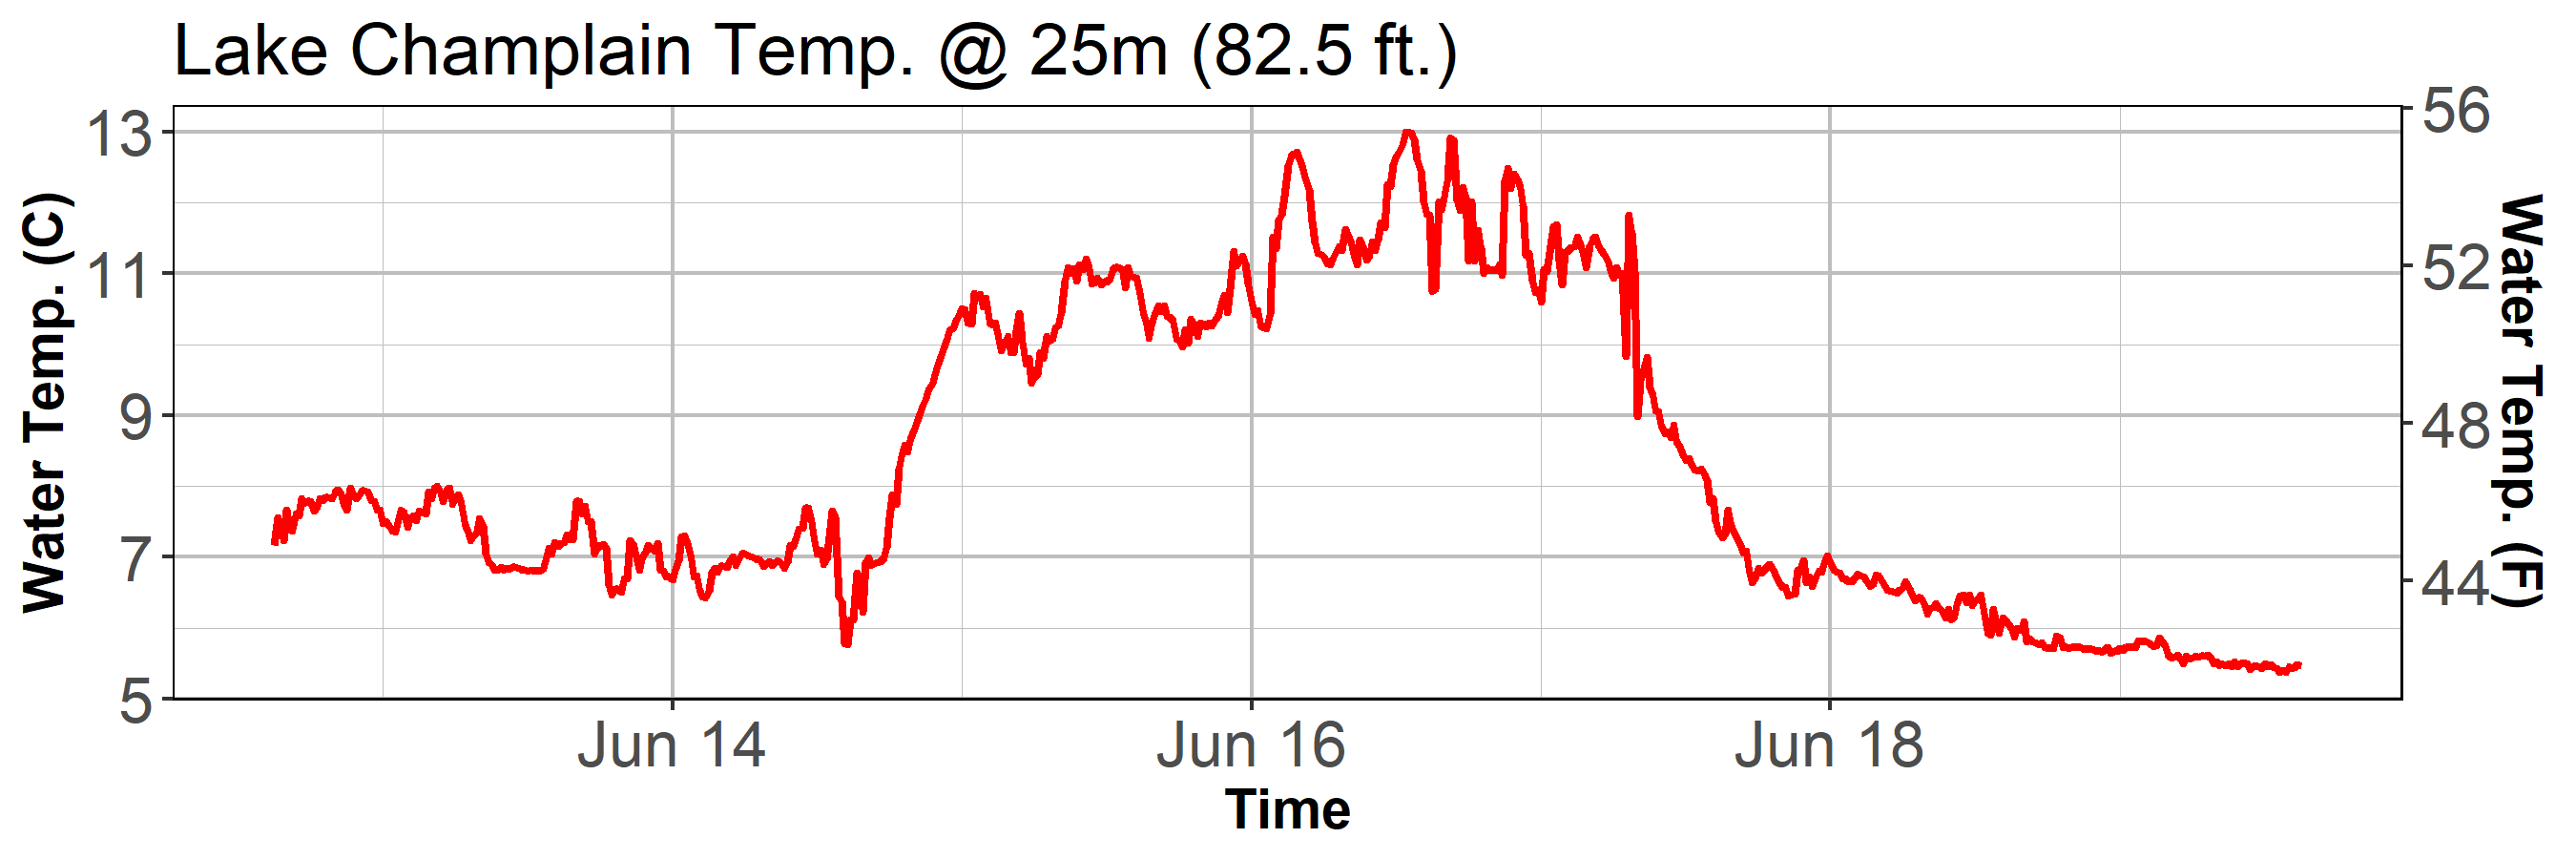 Lake Champlain Temp. @ 25m (82.5 ft.)
Water Temp. (C)
13
11
9
7
5
56
52
48
44
Water Temp. (F)
Jun 14
Jun 16
Jun 18
Time